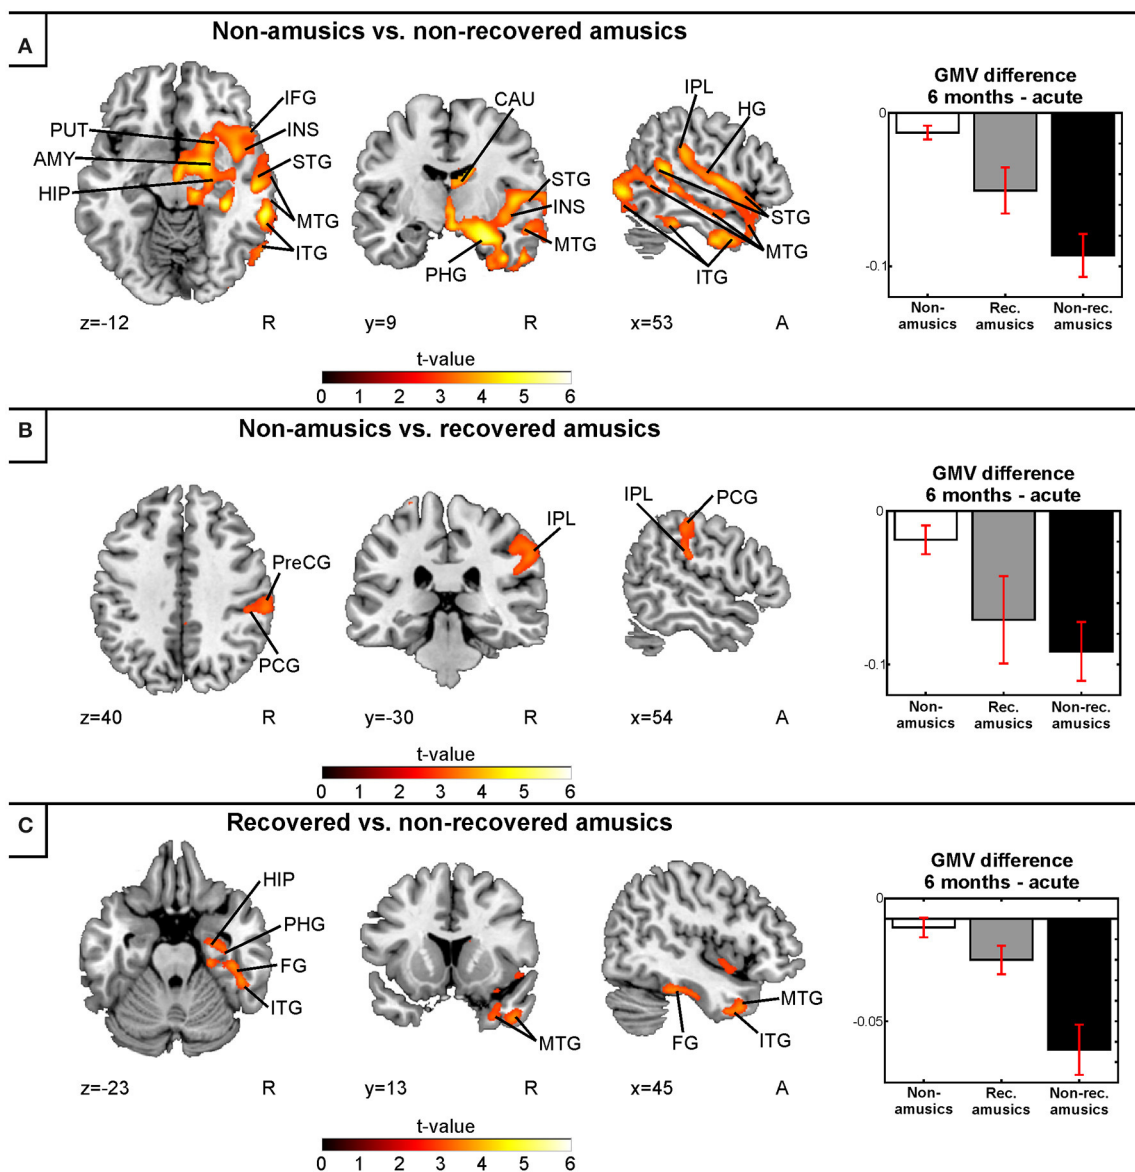 A
Non-amusics vs. non-recovered amusics
IFG
PUT
INS
AMY
STG
HIP
MTG
ITG
z=-12
R
CAU
STG
INS
MTG
PHG
y=9
R
IPL
HG
STG
MTG
ITG
x=53
A
GMV difference
6 months - acute
0
-0.1
Non-
amusics
Rec.
amusics
Non-rec.
amusics
t-value
0 1 2 3 4 5 6
B
Non-amusics vs. recovered amusics
PreCG
PCG
z=40
R
IPL
y=-30
R
IPL
PCG
x=54
A
GMV difference
6 months - acute
0
-0.1
Non-
amusics
Rec.
amusics
Non-rec.
amusics
t-value
0 1 2 3 4 5 6
C
Recovered vs. non-recovered amusics
HIP
PHG
FG
ITG
z=-23
R
MTG
y=13
R
MTG
FG
ITG
x=45
A
GMV difference
6 months - acute
0
-0.05
Non-
amusics
Rec.
amusics
Non-rec.
amusics
t-value
0 1 2 3 4 5 6